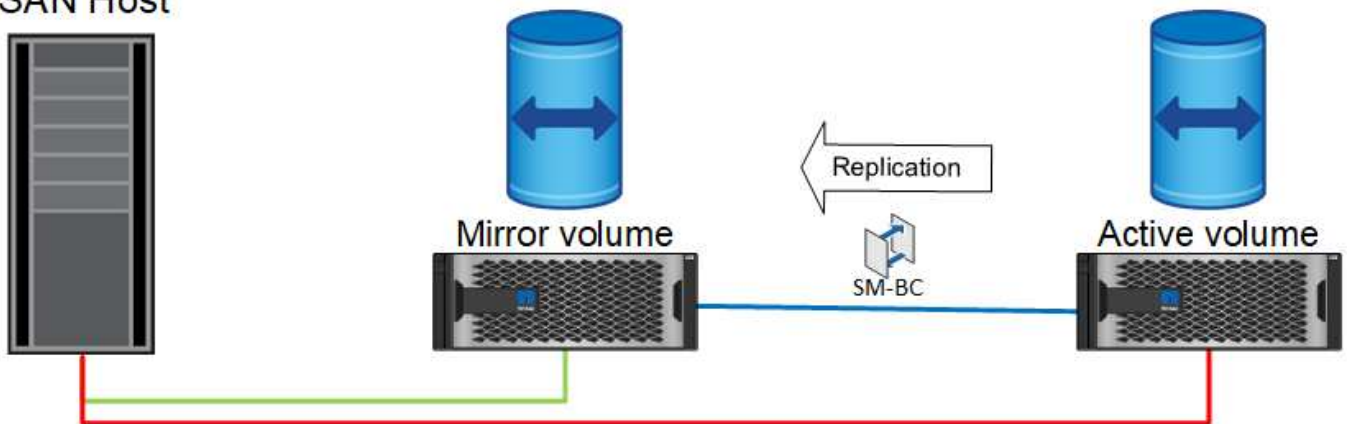 SAN Host
Replication
Mirror volume
Active volume
SM-BC